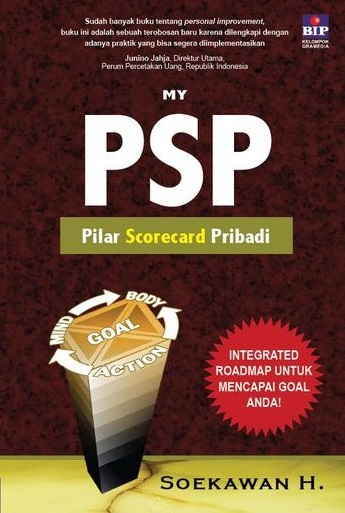 Sudah banyak buku tentang personal improvement,
buku ini adalah sebuah terobosan baru karena dilengkapi dengan
adanya praktik yang bisa segera diimplementasikan
Junino Jahja, Direktur Utama,
Perum Percetakan Uang, Republik Indonesia
BIP
KELOMPOK
GRAMEDIA
MY
PSP
Pilar Scorecard Pribadi
MIND
BODY
GOAL
ACTION
INTEGRATED
ROADMAP UNTUK
MENCAPAI GOAL
ANDA!
SOEKAWAN H.